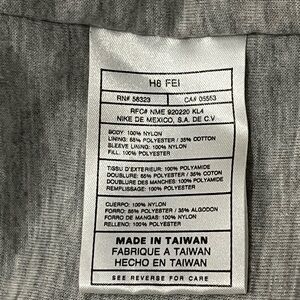 H8 FEI
RN# 56323 CA# 05553
RFC# NME 920220 KL4
NIKE DE MEXICO, S.A. DE C.V
BODY: 100% NYLON
LINING: 65% POLYESTER / 35% COTTON
SLEEVE LINING: 100% NYLON
FILL: 100% POLYESTER
TISSU D'EXTERIEUR: 100% POLYAMIDE
DOUBLURE: 65% POLYESTER / 35% COTON
DOUBLURE DES MANCHES: 100% POLYAMIDE
REMPLISSAGE: 100% POLYESTER
CUERPO: 100% NYLON
FORRO: 65% POLIESTER / 35% ALGODON
FORRO DE MANGAS: 100% NYLON
RELLENO: 100% POLIESTER
MADE IN TAIWAN
FABRIQUE A TAIWAN
HECHO EN TAIWAN
SEE REVERSE FOR CARE